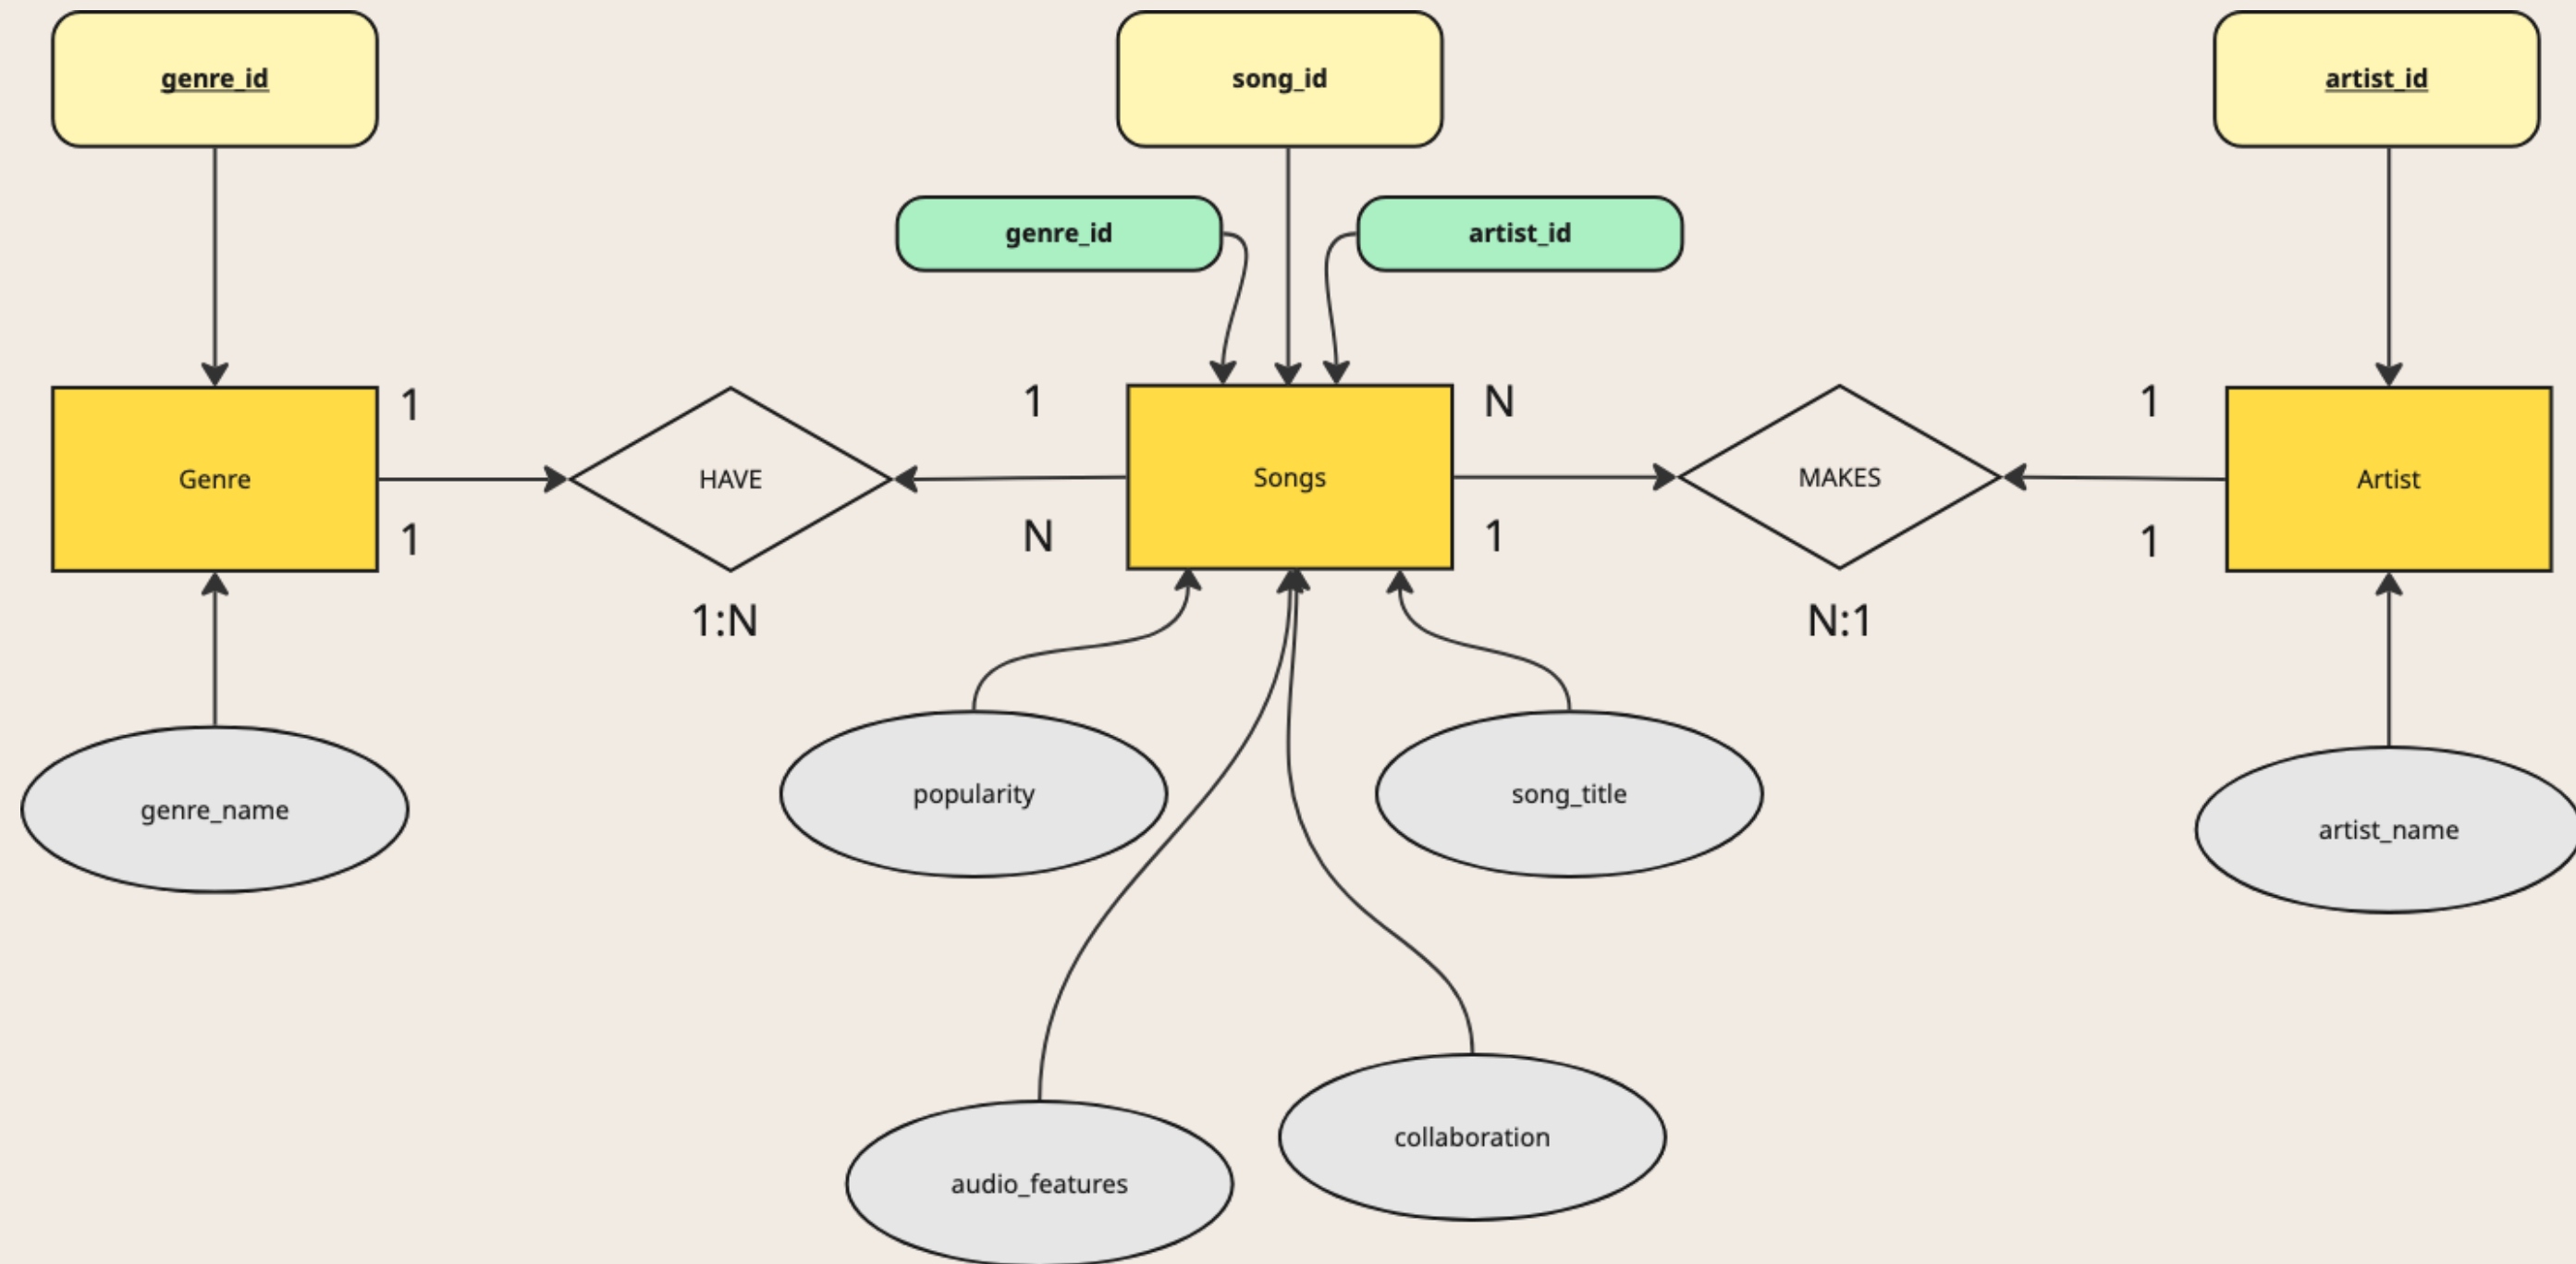 genre_id
song_id
artist_id
genre_id
artist_id
1
1
N
1
Genre
HAVE
Songs
MAKES
Artist
1
N
1
1
1:N
N:1
genre_name
popularity
song_title
artist_name
audio_features
collaboration